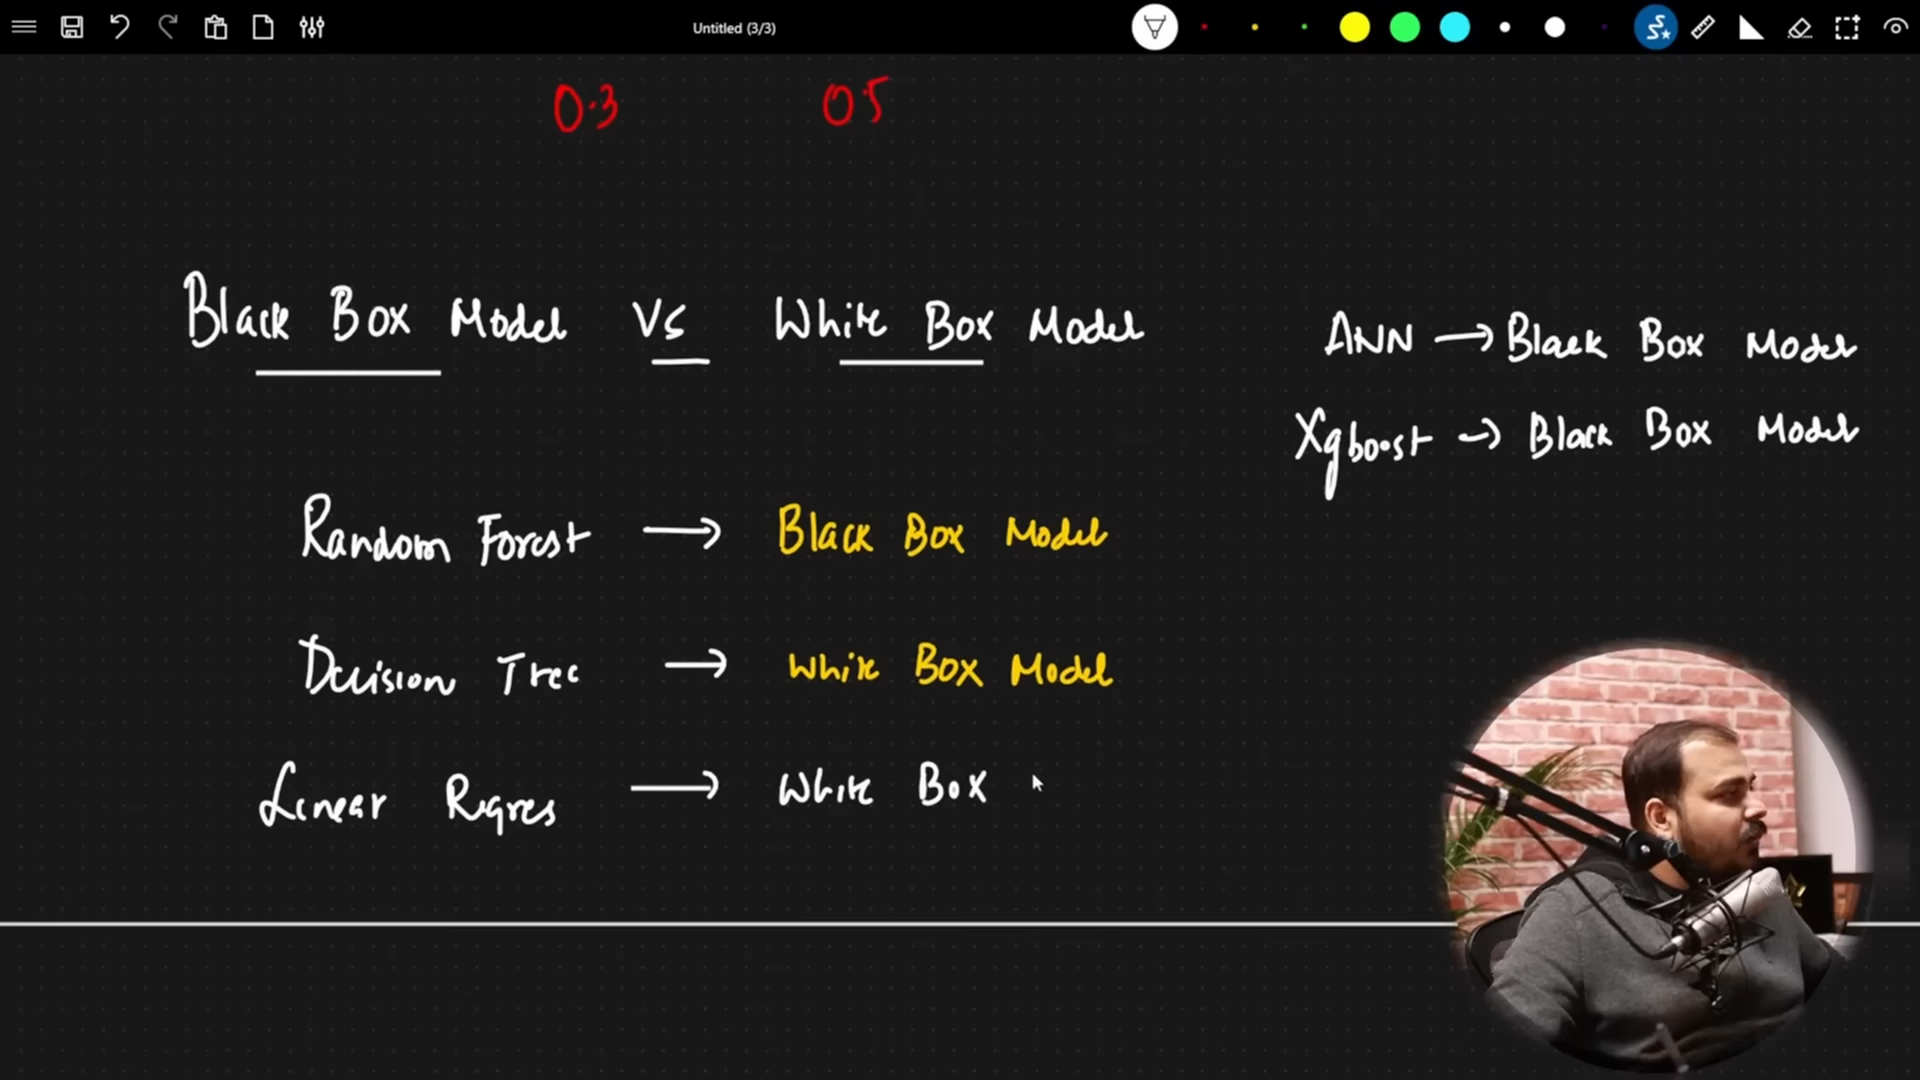 Untitled (3/3)
0.3 0.5
Black Box Model Vs White Box Model
ANN → Black Box Model
Xgboost → Black Box Model
Random Forest → Black Box Model
Decision Tree → White Box Model
Linear Regres → White Box